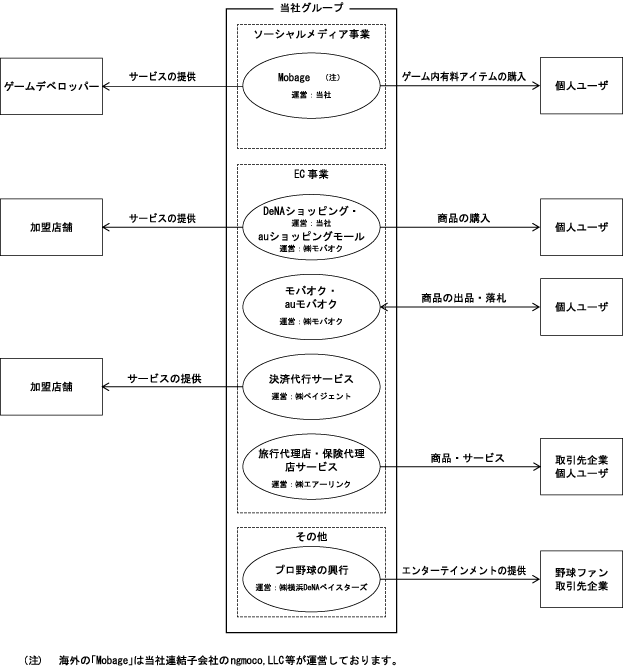 当社グループ
ソーシャルメディア事業
ゲームデベロッパー
サービスの提供
Mobage （注）
運営：当社
ゲーム内有料アイテムの購入
個人ユーザ
EC事業
加盟店舗
サービスの提供
DeNAショッピング・
運営：当社
auショッピングモール
運営：㈱モバオク
商品の購入
個人ユーザ
モバオク・
auモバオク
運営：㈱モバオク
商品の出品・落札
個人ユーザ
加盟店舗
サービスの提供
決済代行サービス
運営：㈱ペイジェント
旅行代理店・保険代理
店サービス
運営：㈱エアーリンク
商品・サービス
取引先企業
個人ユーザ
その他
プロ野球の興行
運営：㈱横浜DeNAベイスターズ
エンターテインメントの提供
野球ファン
取引先企業
（注） 海外の「Mobage」は当社連結子会社のngmoco,LLC等が運営しております。